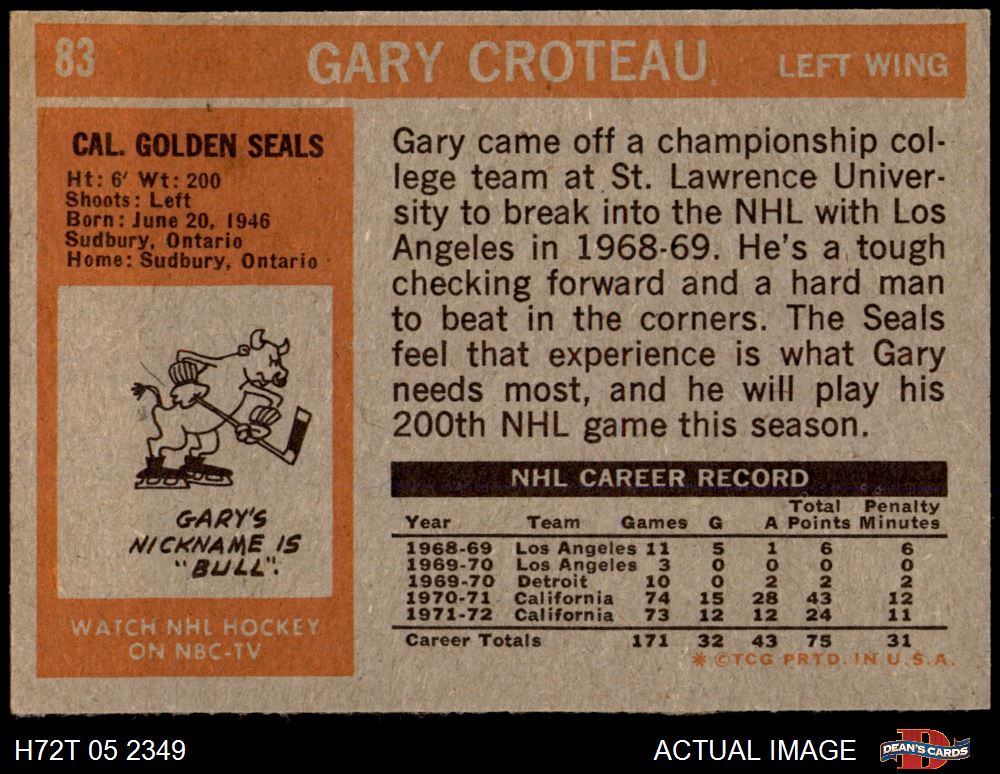 83 GARY CROTEAU LEFT WING
CAL. GOLDEN SEALS
Ht: 6' Wt: 200
Shoots: Left
Born: June 20, 1946
Sudbury, Ontario
Home: Sudbury, Ontario
GARY'S
NICKNAME IS
"BULL".
WATCH NHL HOCKEY
ON NBC-TV
Gary came off a championship col-
lege team at St. Lawrence Univer-
sity to break into the NHL with Los
Angeles in 1968-69. He's a tough
checking forward and a hard man
to beat in the corners. The Seals
feel that experience is what Gary
needs most, and he will play his
200th NHL game this season.
NHL CAREER RECORD
Total Penalty
Year Team Games G A Points Minutes
1968-69 Los Angeles 11 5 1 6 6
1969-70 Los Angeles 3 0 0 0 0
1969-70 Detroit 10 0 2 2 2
1970-71 California 74 15 28 43 12
1971-72 California 73 12 12 24 11
Career Totals 171 32 43 75 31
* ©TCG PRTD. IN U.S.A.
H72T 05 2349 ACTUAL IMAGE DEAN'S CARDS